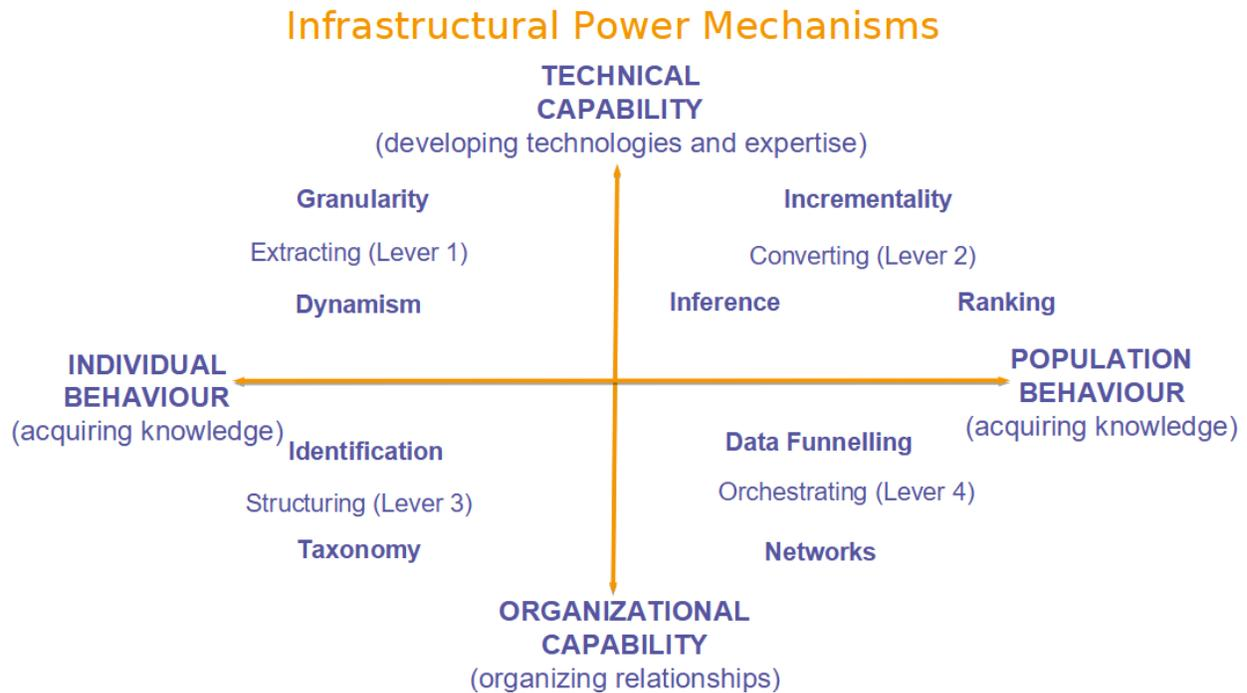 Infrastructural Power Mechanisms
TECHNICAL
CAPABILITY
(developing technologies and expertise)
Granularity
Extracting (Lever 1)
Dynamism
Incrementality
Converting (Lever 2)
Inference
Ranking
INDIVIDUAL
BEHAVIOUR
(acquiring knowledge)
POPULATION
BEHAVIOUR
(acquiring knowledge)
Identification
Structuring (Lever 3)
Taxonomy
Data Funnelling
Orchestrating (Lever 4)
Networks
ORGANIZATIONAL
CAPABILITY
(organizing relationships)